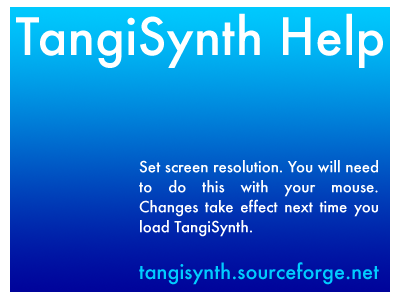 TangiSynth Help
Set screen resolution. You will need
to do this with your mouse.
Changes take effect next time you
load TangiSynth.
tangisynth.sourceforge.net